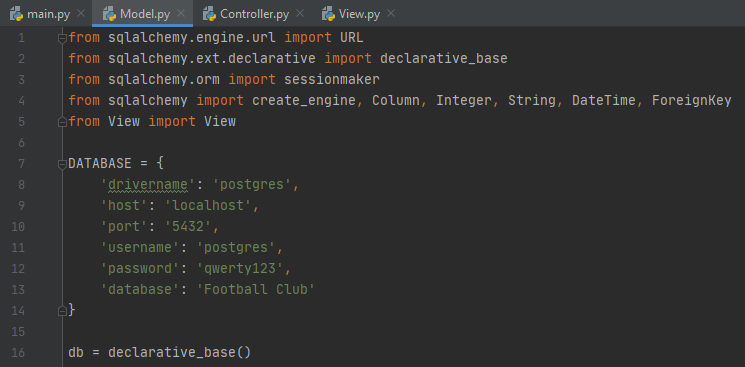 main.py Model.py Controller.py View.py
1 from sqlalchemy.engine.url import URL
2 from sqlalchemy.ext.declarative import declarative_base
3 from sqlalchemy.orm import sessionmaker
4 from sqlalchemy import create_engine, Column, Integer, String, DateTime, ForeignKey
5 from View import View
6
7 DATABASE = {
8     'drivername': 'postgres',
9     'host': 'localhost',
10     'port': '5432',
11     'username': 'postgres',
12     'password': 'qwerty123',
13     'database': 'Football Club'
14 }
15
16 db = declarative_base()